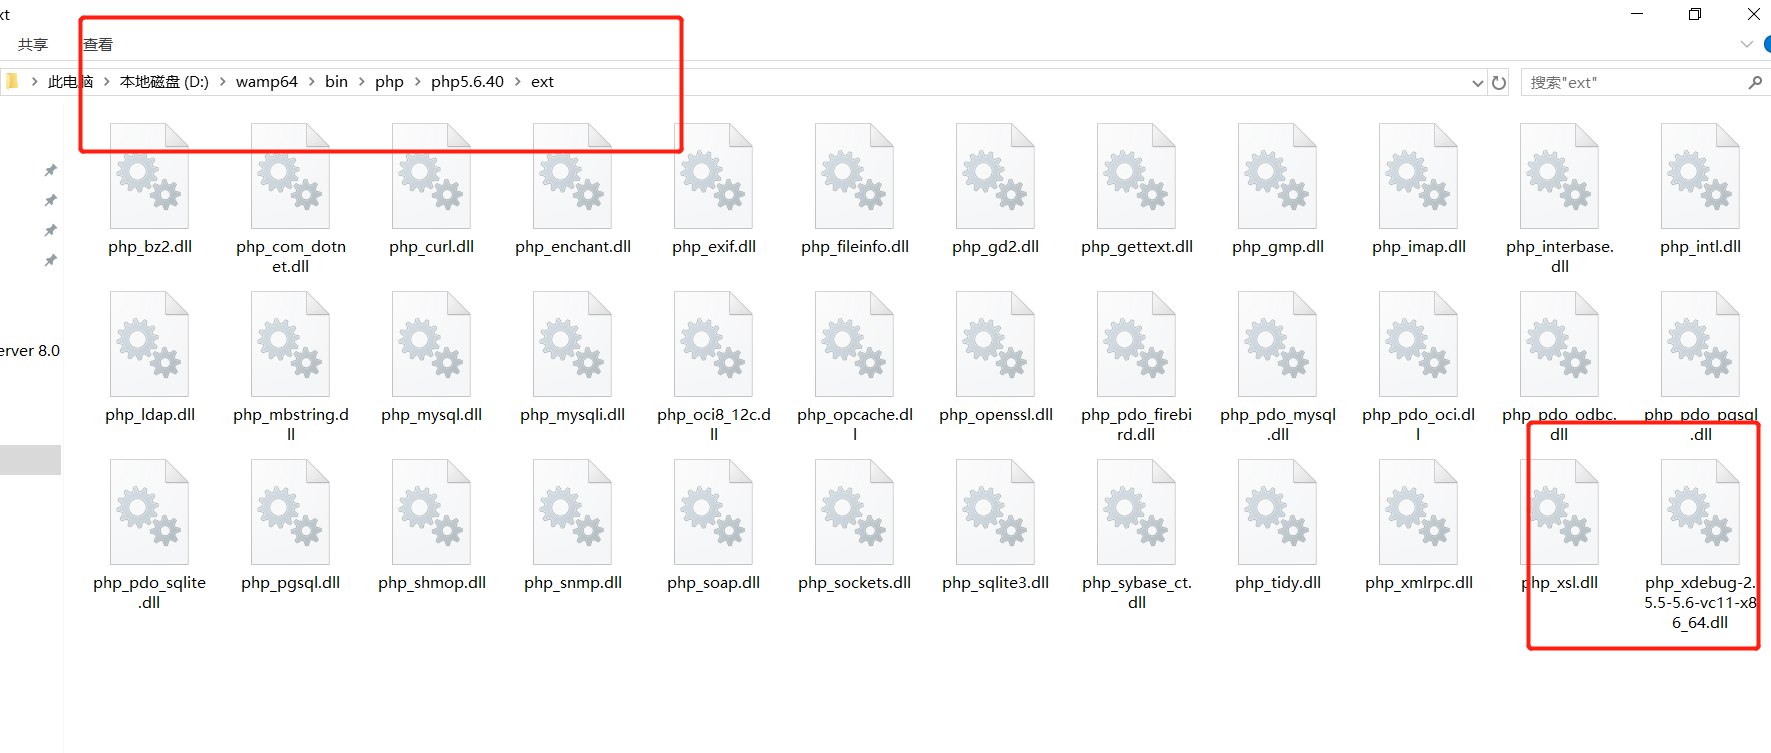 xt
共享 查看
此电脑 本地磁盘 (D:) wamp64 bin php php5.6.40 ext 搜索"ext"
php_bz2.dll php_com_dotn php_curl.dll php_enchant.dll php_exif.dll php_fileinfo.dll php_gd2.dll php_gettext.dll php_gmp.dll php_imap.dll php_interbase. php_intl.dll
et.dll dll
erver 8.0
php_ldap.dll php_mbstring.d php_mysql.dll php_mysqli.dll php_oci8_12c.d php_opcache.dl php_openssl.dll php_pdo_firebi php_pdo_mysql php_pdo_oci.dl php_pdo_odbc. php_pdo_pgsql
ll ll l rd.dll .dll l dll .dll
php_pdo_sqlite php_pgsql.dll php_shmop.dll php_snmp.dll php_soap.dll php_sockets.dll php_sqlite3.dll php_sybase_ct. php_tidy.dll php_xmlrpc.dll php_xsl.dll php_xdebug-2.
.dll dll 5.5-5.6-vc11-x8
6_64.dll